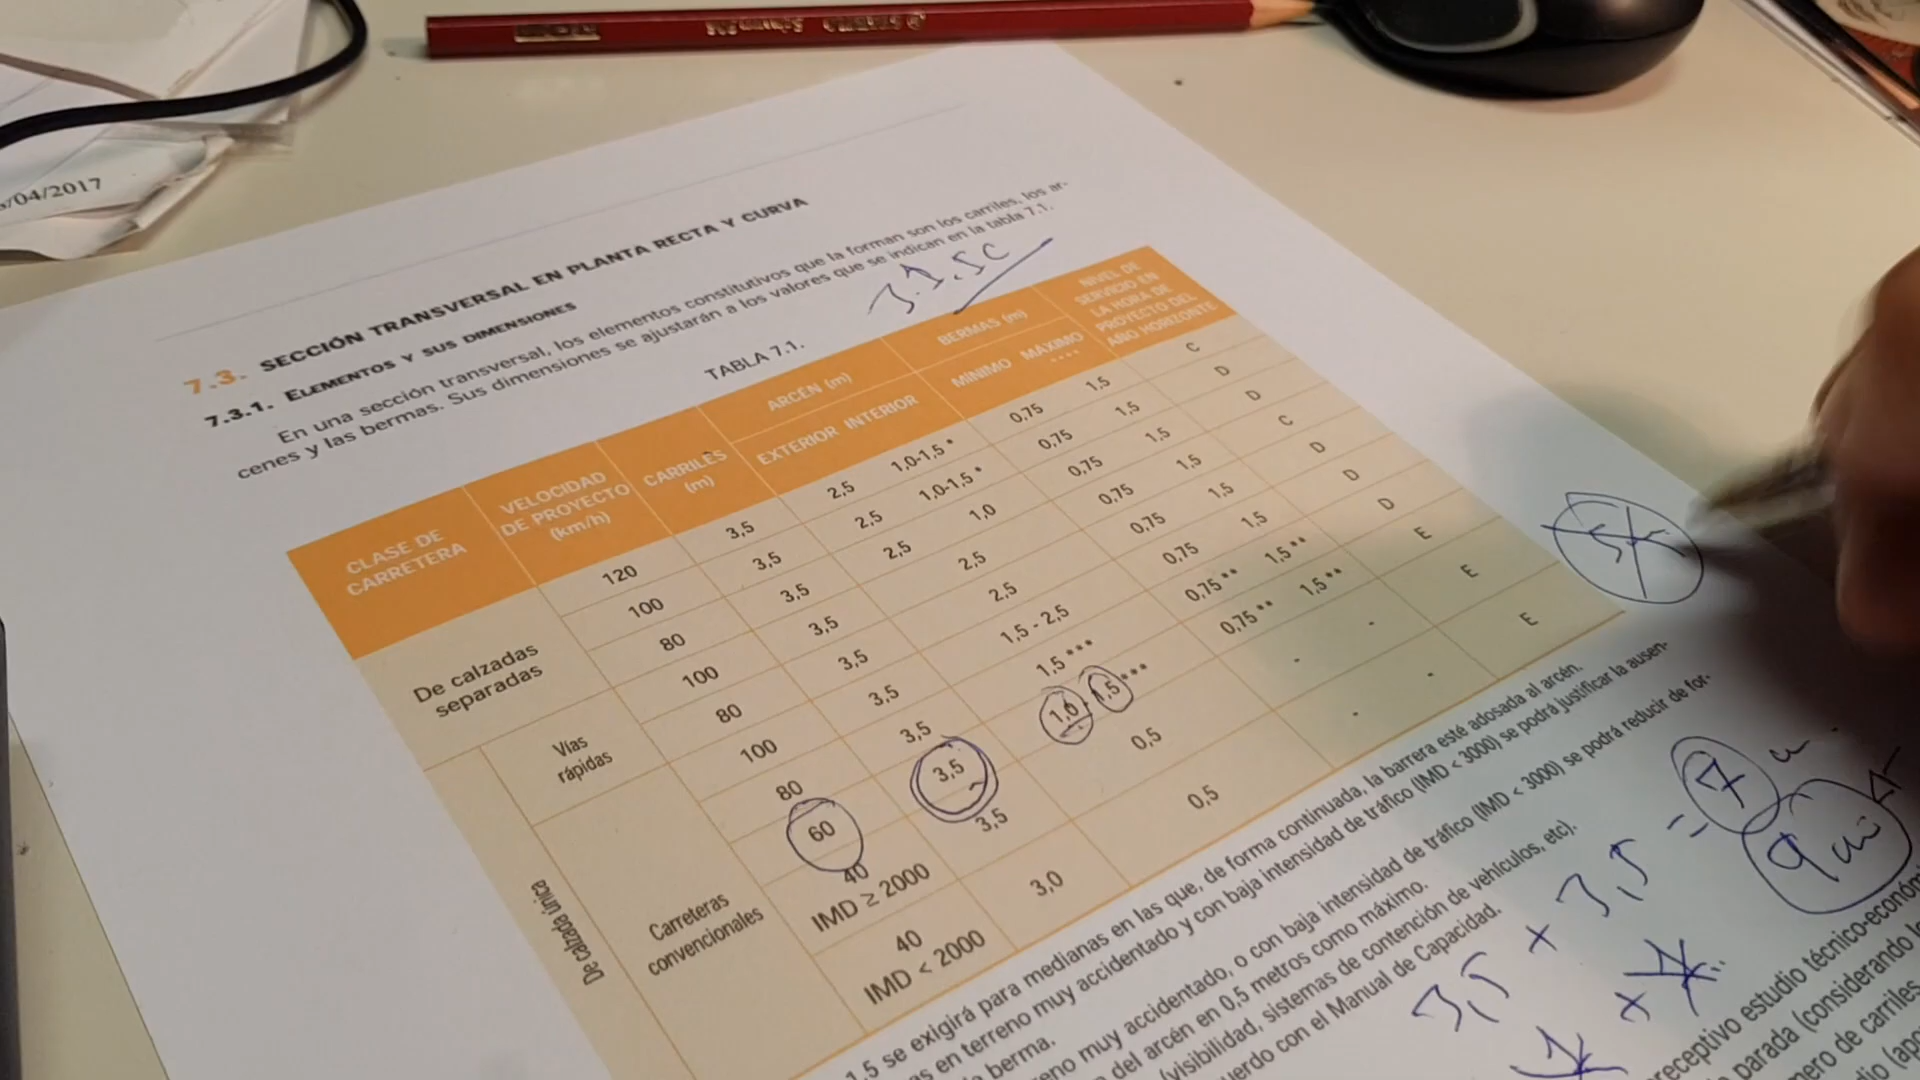 /04/2017
7.3. SECCIÓN TRANSVERSAL EN PLANTA RECTA Y CURVA
7.3.1. ELEMENTOS Y SUS DIMENSIONES
En una sección transversal, los elementos constitutivos que la forman son los carriles, los ar-
cenes y las bermas. Sus dimensiones se ajustarán a los valores que se indican en la tabla 7.1.
TABLA 7.1.
CLASE DE CARRETERA
VELOCIDAD DE PROYECTO (km/h)
CARRILES (m)
ARCÉN (m)
EXTERIOR INTERIOR
BERMAS (m)
MÍNIMO MÁXIMO
****
NIVEL DE SERVICIO EN LA HORA DE PROYECTO DEL AÑO HORIZONTE
De calzadas separadas
120 3,5 2,5 1,0-1,5 * 0,75 1,5 C
100 3,5 2,5 1,0-1,5 * 0,75 1,5 D
80 3,5 2,5 1,0 0,75 1,5 D
De calzada única
Vías rápidas
100 3,5 2,5 0,75 1,5 C
80 3,5 2,5 0,75 1,5 D
Carreteras convencionales
100 3,5 1,5 - 2,5 0,75 1,5 D
80 3,5 1,5 *** 0,75 ** 1,5 ** D
60 3,5 1,0 - 1,5 *** 0,75 ** 1,5 ** E
40 IMD ≥ 2000 3,5 0,5 - - E
40 IMD < 2000 3,0 0,5 - - E
1,5 se exigirá para medianas en las que, de forma continuada, la barrera esté adosada al arcén.
as en terreno muy accidentado y con baja intensidad de tráfico (IMD < 3000) se podrá justificar la ausen-
berma.
reno muy accidentado, o con baja intensidad de tráfico (IMD < 3000) se podrá reducir de for-
del arcén en 0,5 metros como máximo.
(visibilidad, sistemas de contención de vehículos, etc).
uerdo con el Manual de Capacidad.
3,5 + 3,5 = 7
9
receptivo estudio técnico-económi
parada (considerando l
mero de carriles